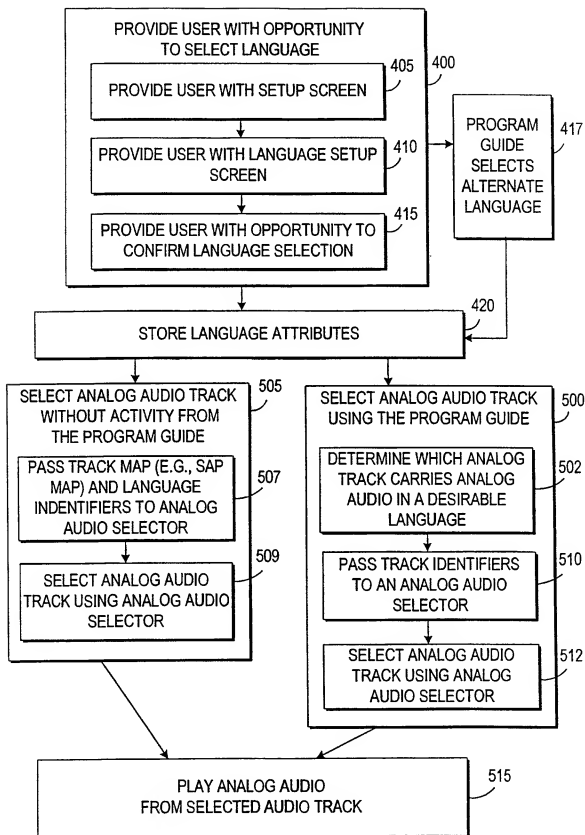 PROVIDE USER WITH OPPORTUNITY
TO SELECT LANGUAGE
400
405
PROVIDE USER WITH SETUP SCREEN
410
PROVIDE USER WITH LANGUAGE SETUP
SCREEN
415
PROVIDE USER WITH OPPORTUNITY TO
CONFIRM LANGUAGE SELECTION
417
PROGRAM
GUIDE
SELECTS
ALTERNATE
LANGUAGE
420
STORE LANGUAGE ATTRIBUTES
505
SELECT ANALOG AUDIO TRACK
WITHOUT ACTIVITY FROM
THE PROGRAM GUIDE
507
PASS TRACK MAP (E.G., SAP
MAP) AND LANGUAGE
INDENTIFIERS TO ANALOG
AUDIO SELECTOR
509
SELECT ANALOG AUDIO
TRACK USING ANALOG AUDIO
SELECTOR
500
SELECT ANALOG AUDIO TRACK
USING THE PROGRAM GUIDE
502
DETERMINE WHICH ANALOG
TRACK CARRIES ANALOG
AUDIO IN A DESIRABLE
LANGUAGE
510
PASS TRACK IDENTIFIERS
TO AN ANALOG AUDIO
SELECTOR
512
SELECT ANALOG AUDIO
TRACK USING ANALOG
AUDIO SELECTOR
515
PLAY ANALOG AUDIO
FROM SELECTED AUDIO TRACK